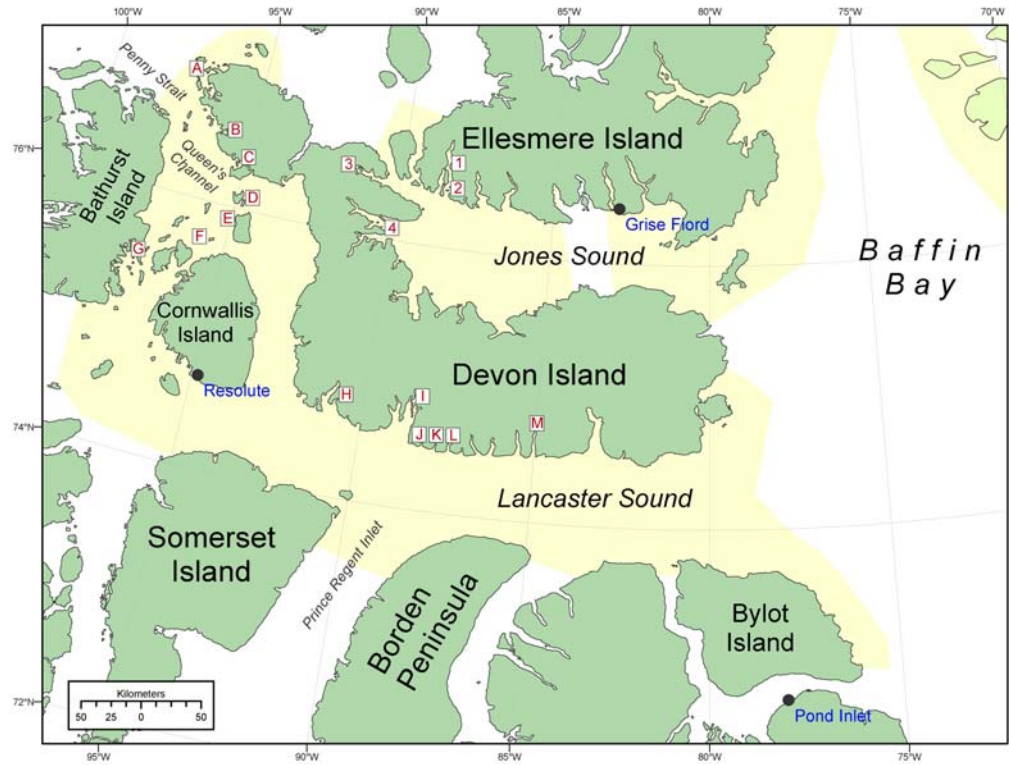 100°W
95°W
90°W
85°W
80°W
75°W
70°W
Penny Strait
A
B
C
Queen's
Channel
76°N
Bathurst
Island
3
1
2
Ellesmere Island
D
E
F
G
4
Grise Fiord
Jones Sound
Baffin
Bay
Cornwallis
Island
Resolute
Devon Island
H
I
J
K
L
M
74°N
Lancaster Sound
Somerset
Island
Prince Regent Inlet
Borden
Peninsula
Bylot
Island
Pond Inlet
72°N
Kilometers
50
25
0
50
95°W
90°W
85°W
80°W
75°W